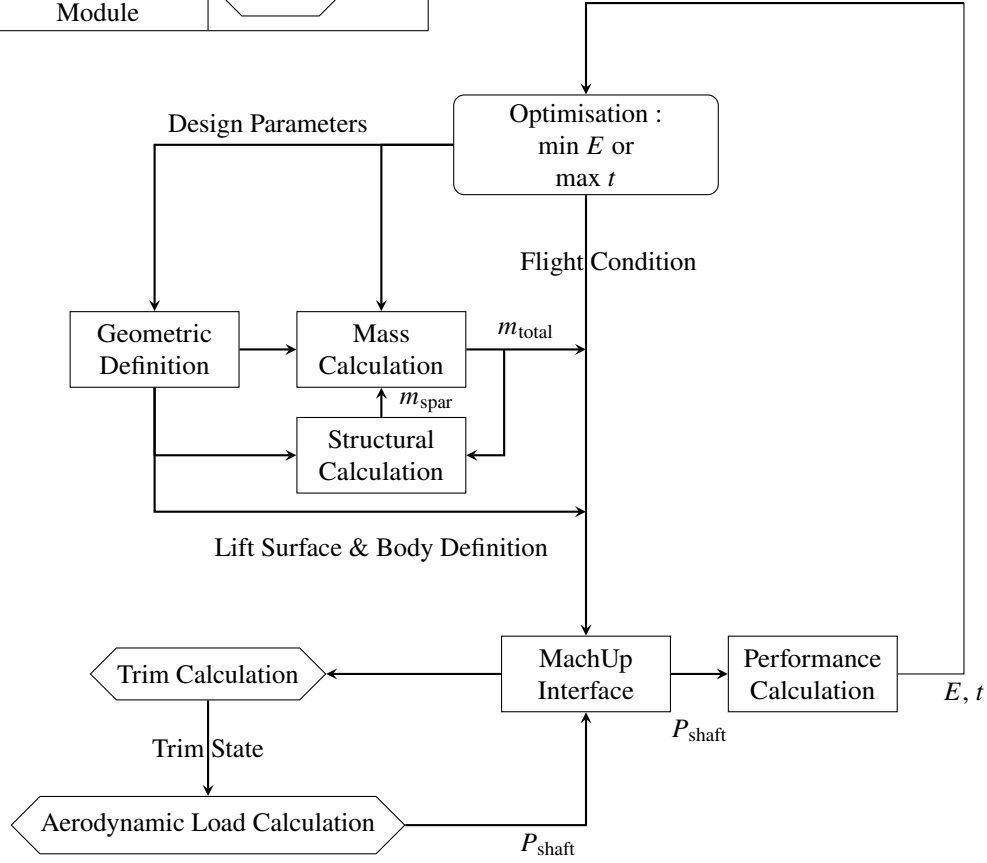 Module
Optimisation :
min E or
max t
Design Parameters
Flight Condition
Geometric
Definition
Mass
Calculation
m_total
m_spar
Structural
Calculation
Lift Surface & Body Definition
MachUp
Interface
Performance
Calculation
Trim Calculation
E, t
P_shaft
Trim State
Aerodynamic Load Calculation
P_shaft